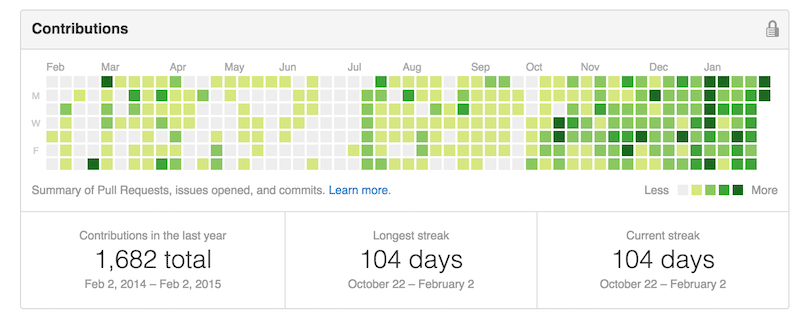 Contributions
Feb Mar Apr May Jun Jul Aug Sep Oct Nov Dec Jan
M
W
F
Summary of Pull Requests, issues opened, and commits. Learn more.
Less More
Contributions in the last year
1,682 total
Feb 2, 2014 – Feb 2, 2015
Longest streak
104 days
October 22 – February 2
Current streak
104 days
October 22 – February 2